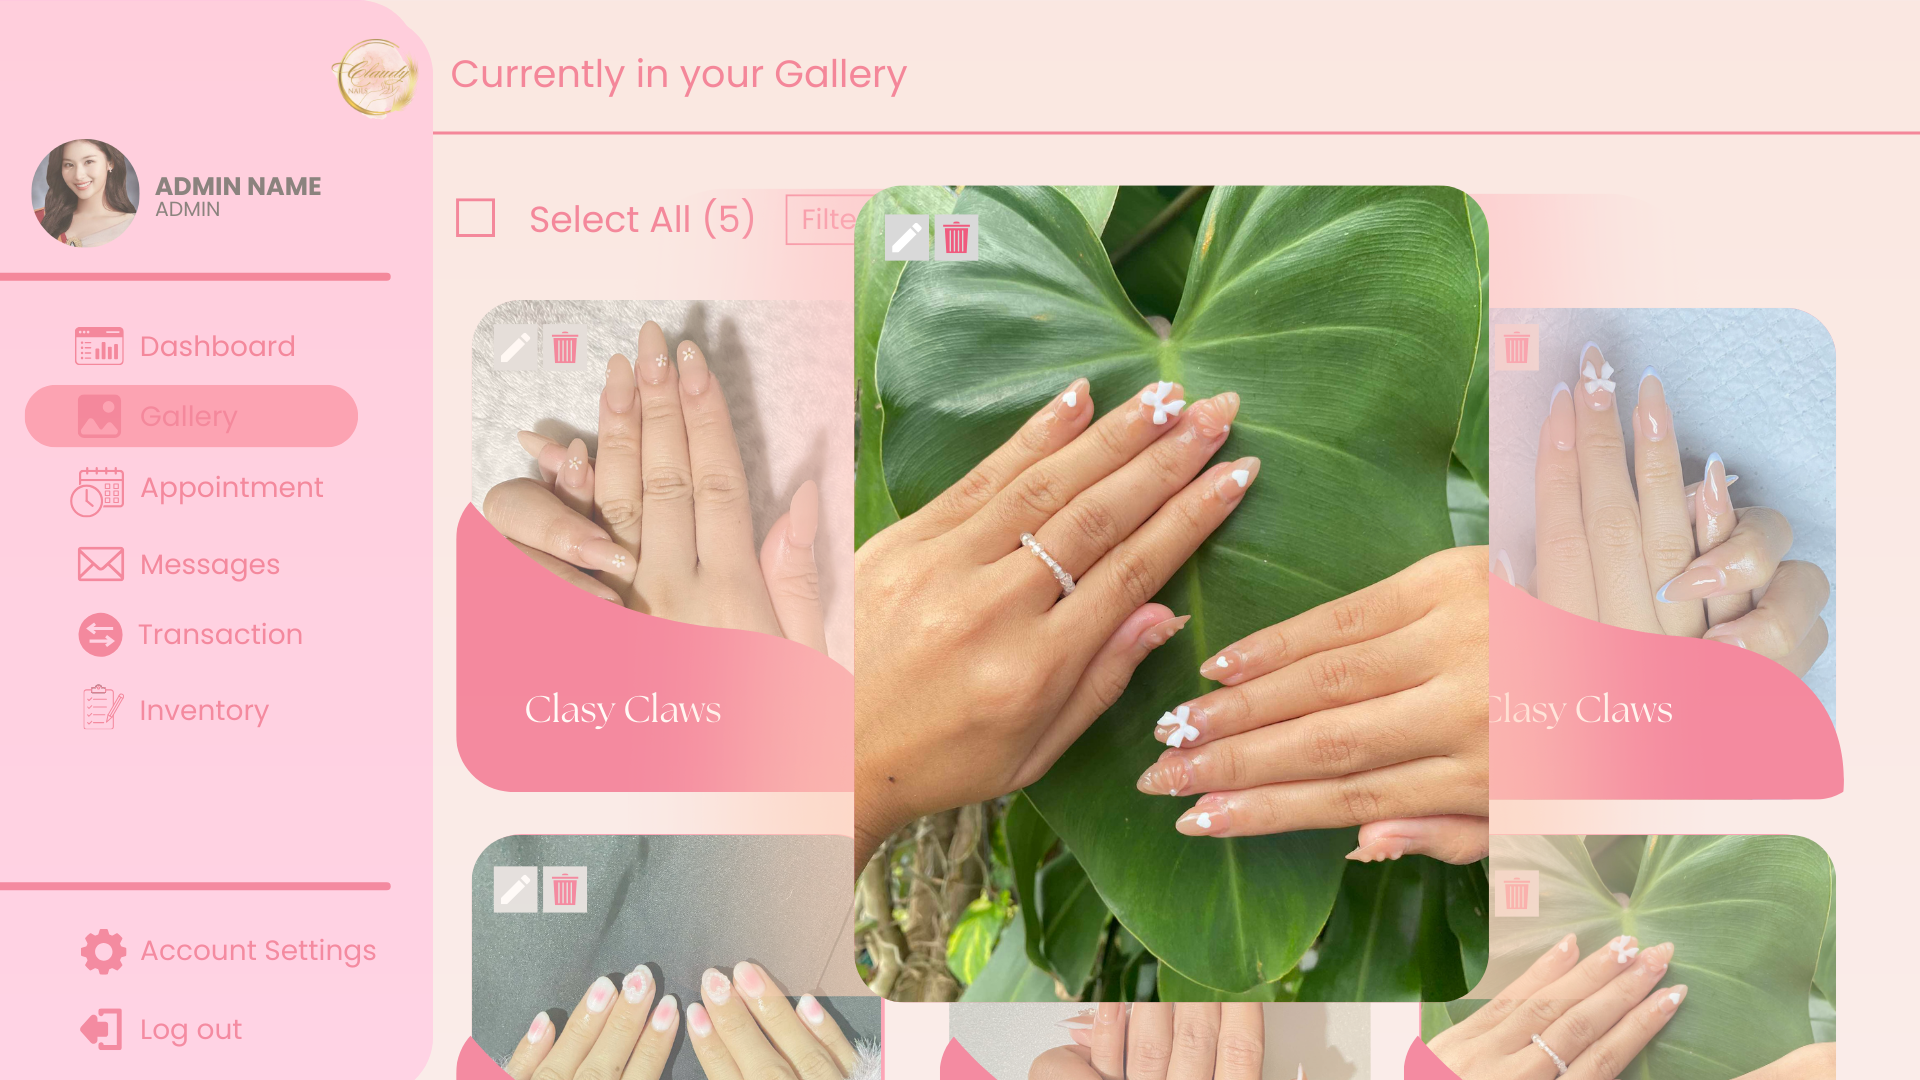 Claudy
NAILS
Currently in your Gallery
ADMIN NAME
ADMIN
Select All (5)
Filte
Dashboard
Gallery
Appointment
Messages
Transaction
Inventory
Clasy Claws
Clasy Claws
Account Settings
Log out